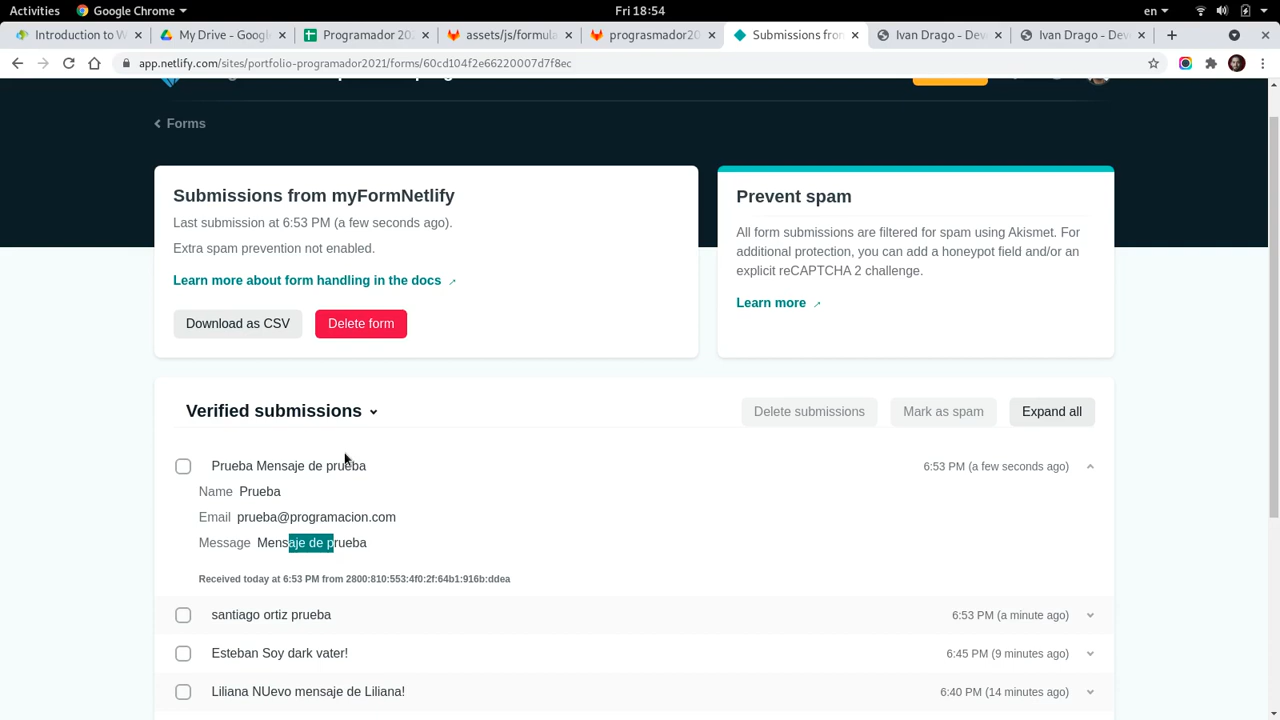 Activities
Google Chrome
Fri 18:54
en
Introduction to W
My Drive - Googl
Programador 20
assets/js/formula
prograsmador20
Submissions from
Ivan Drago - Dev
Ivan Drago - Dev
app.netlify.com/sites/portfolio-programador2021/forms/60cd104f2e66220007d7f8ec
Forms
Submissions from myFormNetlify
Last submission at 6:53 PM (a few seconds ago).
Extra spam prevention not enabled.
Learn more about form handling in the docs
Download as CSV
Delete form
Prevent spam
All form submissions are filtered for spam using Akismet. For
additional protection, you can add a honeypot field and/or an
explicit reCAPTCHA 2 challenge.
Learn more
Verified submissions
Delete submissions
Mark as spam
Expand all
Prueba Mensaje de prueba
6:53 PM (a few seconds ago)
Name Prueba
Email prueba@programacion.com
Message Mensaje de prueba
Received today at 6:53 PM from 2800:810:553:4f0:2f:64b1:916b:ddea
santiago ortiz prueba
6:53 PM (a minute ago)
Esteban Soy dark vater!
6:45 PM (9 minutes ago)
Liliana NUevo mensaje de Liliana!
6:40 PM (14 minutes ago)